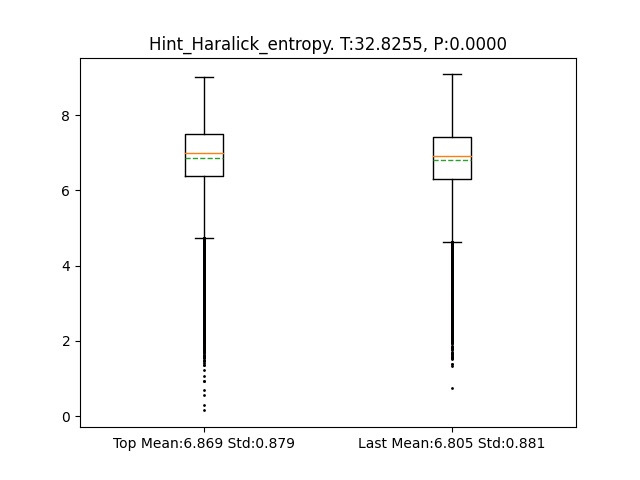 Hint_Haralick_entropy. T:32.8255, P:0.0000
8
6
4
2
0
Top Mean:6.869 Std:0.879
Last Mean:6.805 Std:0.881